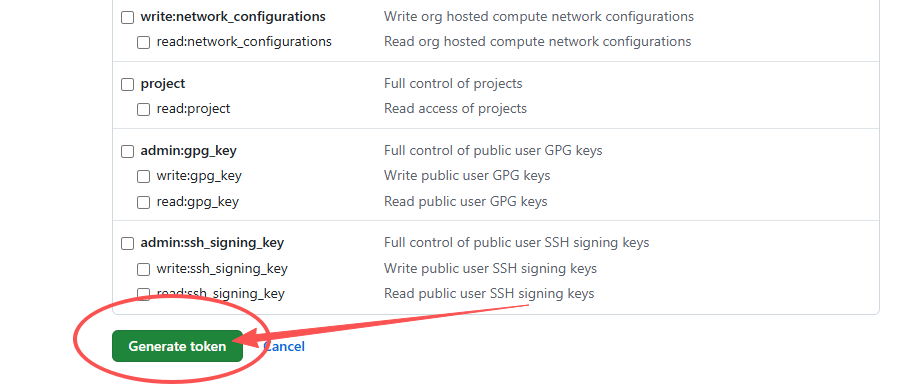 write:network_configurations Write org hosted compute network configurations
read:network_configurations Read org hosted compute network configurations
project Full control of projects
read:project Read access of projects
admin:gpg_key Full control of public user GPG keys
write:gpg_key Write public user GPG keys
read:gpg_key Read public user GPG keys
admin:ssh_signing_key Full control of public user SSH signing keys
write:ssh_signing_key Write public user SSH signing keys
read:ssh_signing_key Read public user SSH signing keys
Generate token Cancel